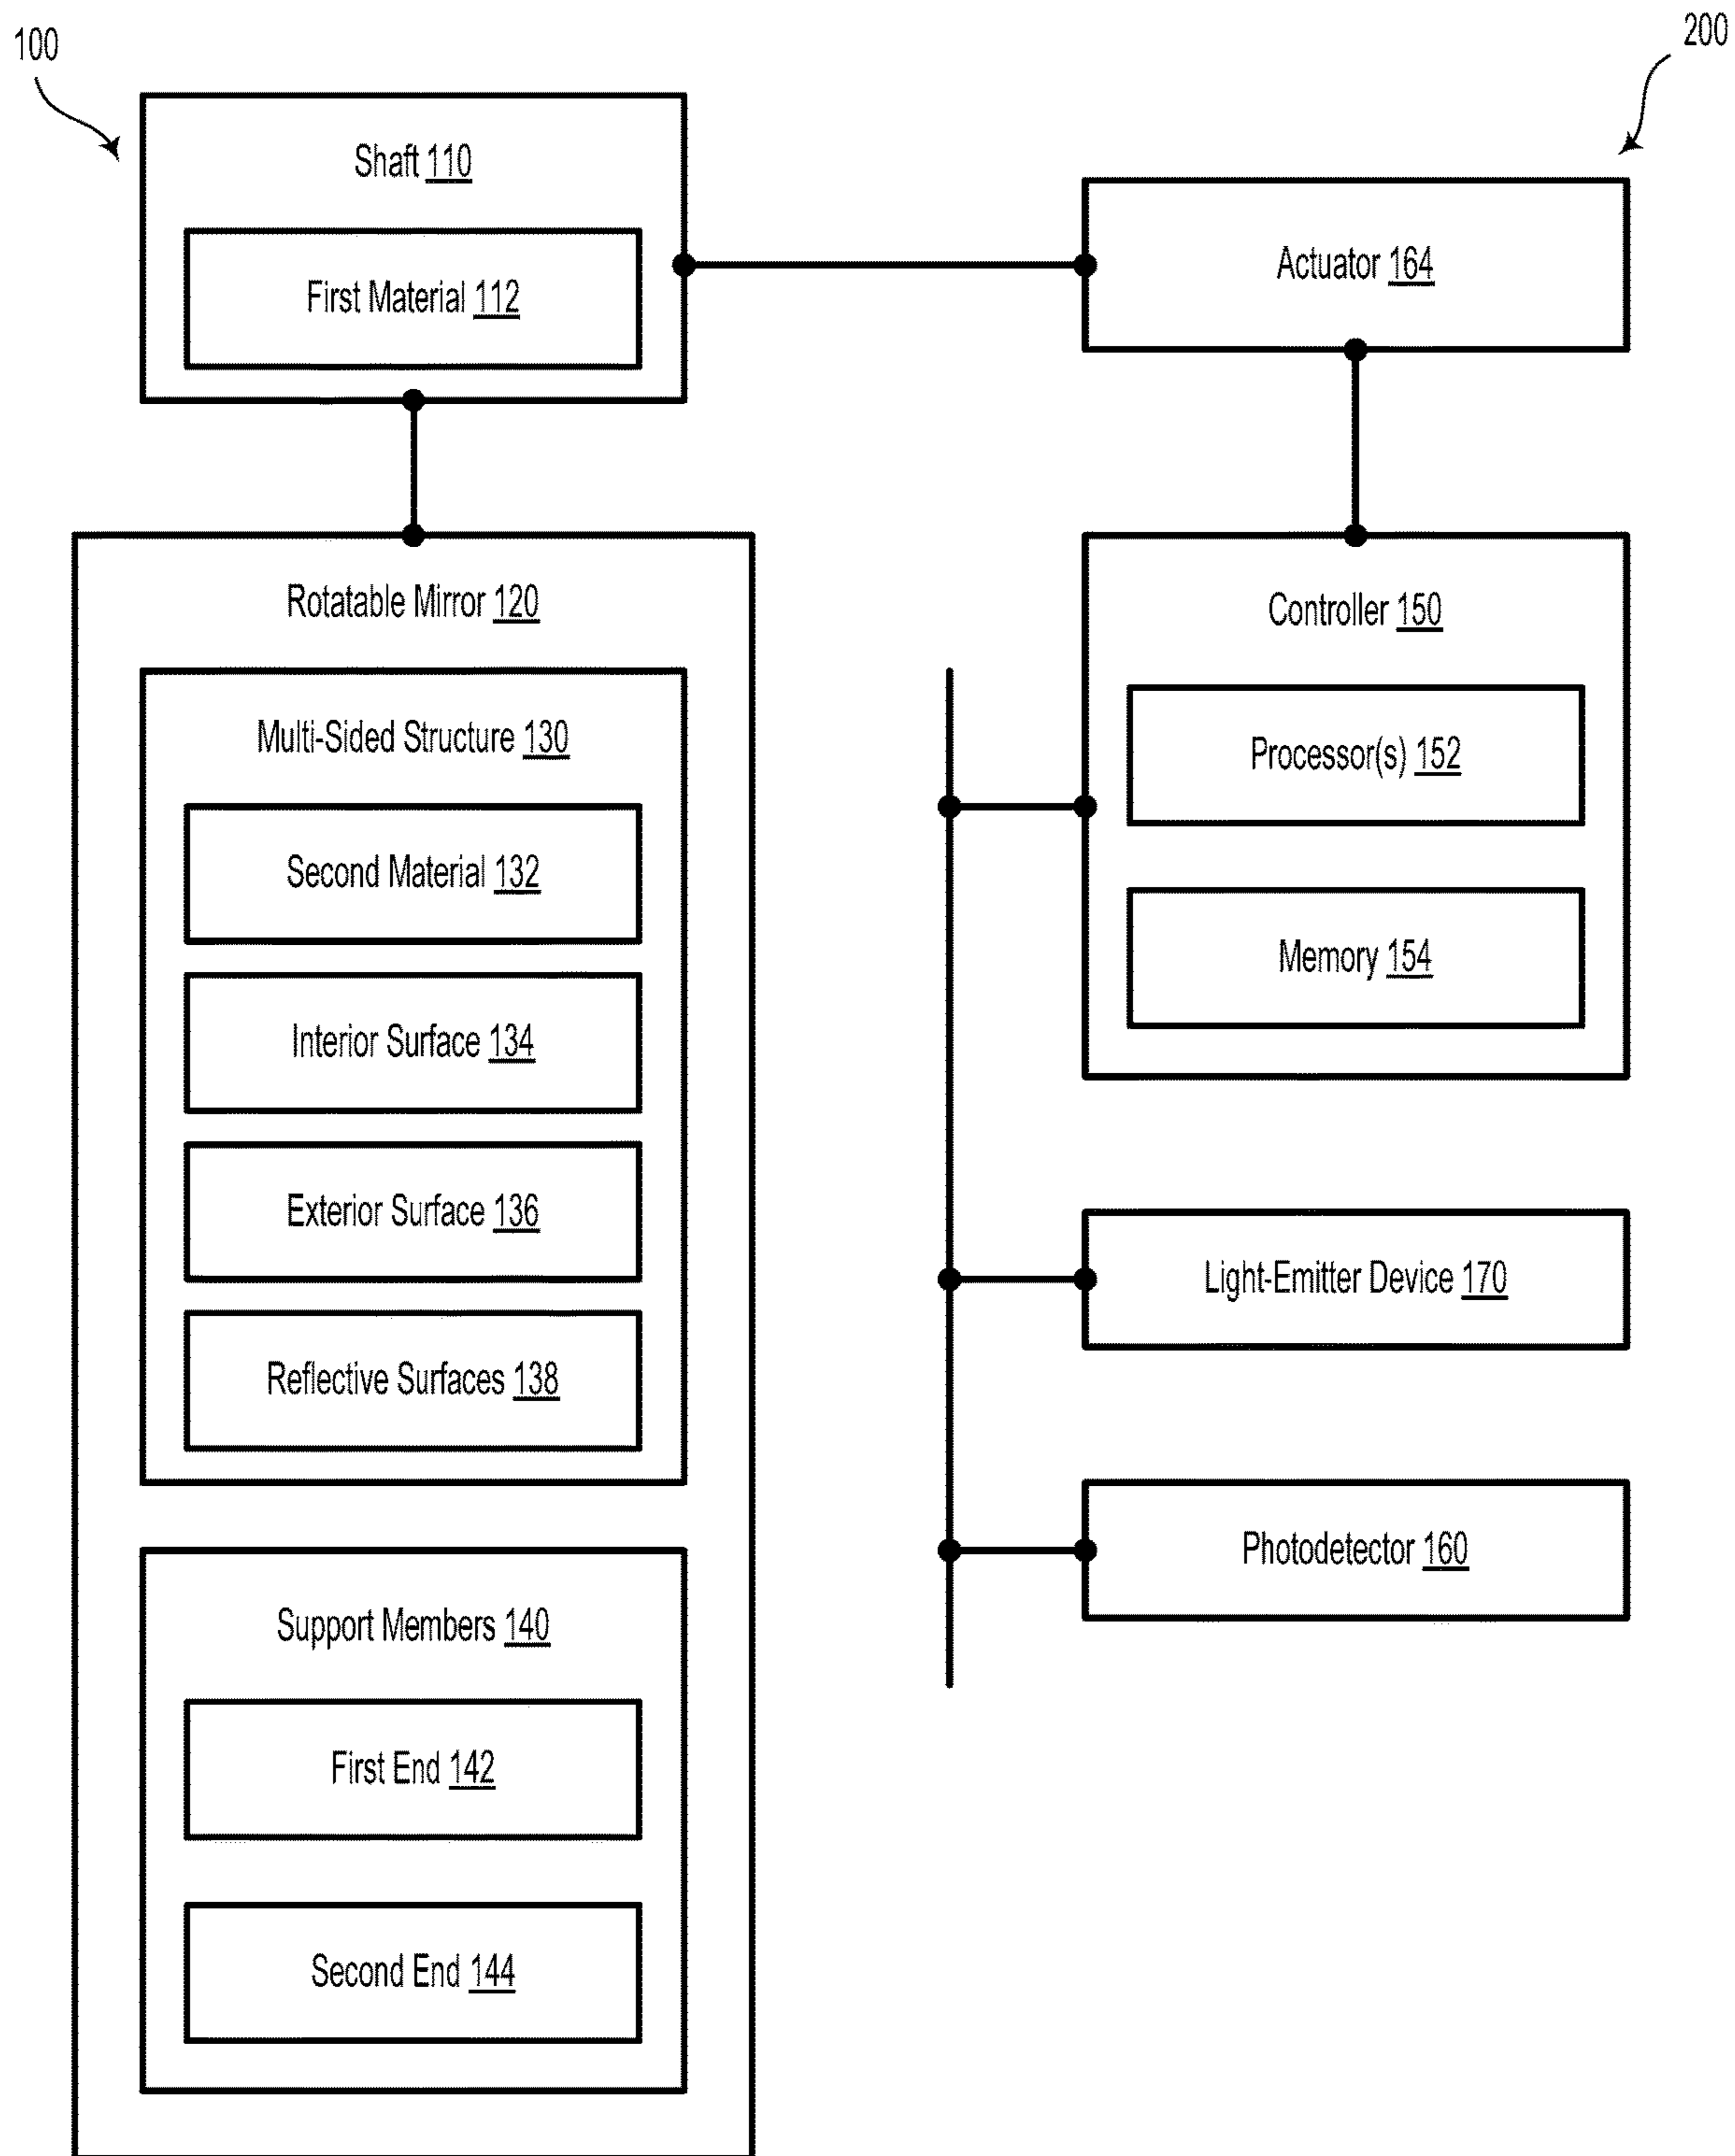 100
200
Shaft 110
First Material 112
Actuator 164
Rotatable Mirror 120
Multi-Sided Structure 130
Second Material 132
Interior Surface 134
Exterior Surface 136
Reflective Surfaces 138
Support Members 140
First End 142
Second End 144
Controller 150
Processor(s) 152
Memory 154
Light-Emitter Device 170
Photodetector 160